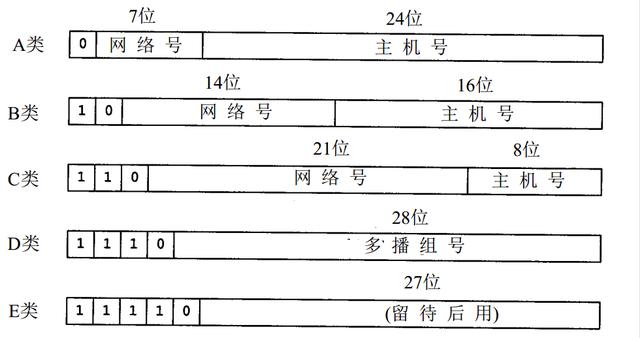 7位 24位
A类 0 网络号 主机号
14位 16位
B类 1 0 网络号 主机号
21位 8位
C类 1 1 0 网络号 主机号
28位
D类 1 1 1 0 多播组号
27位
E类 1 1 1 1 0 (留待后用)